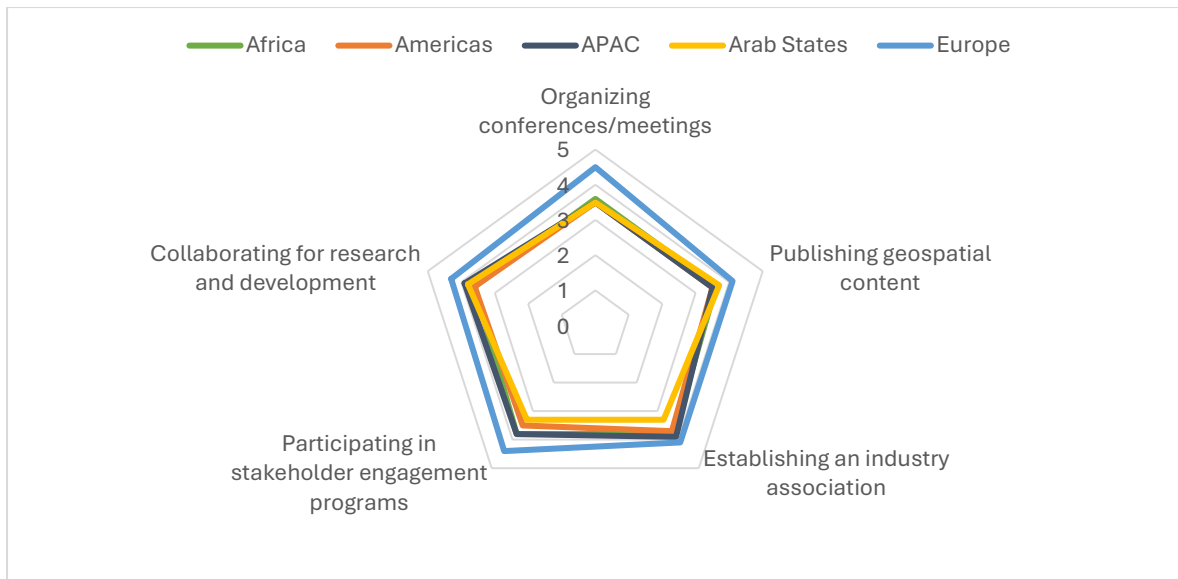 Africa Americas APAC Arab States Europe
Organizing
conferences/meetings
5
4
3
2
1
0
Publishing geospatial
content
Establishing an industry
association
Participating in
stakeholder engagement
programs
Collaborating for research
and development